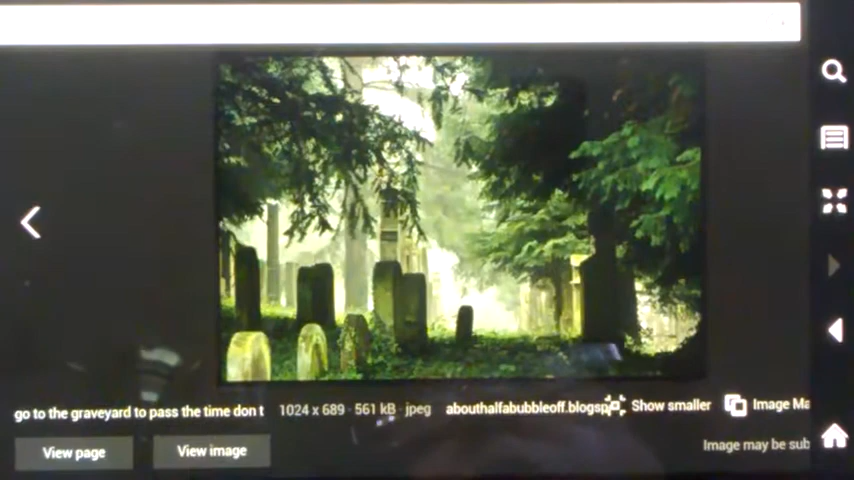 go to the graveyard to pass the time don t 1024 x 689 · 561 kB · jpeg abouthalfabubbleoff.blogsp Show smaller Image Ma
View page View image Image may be sub